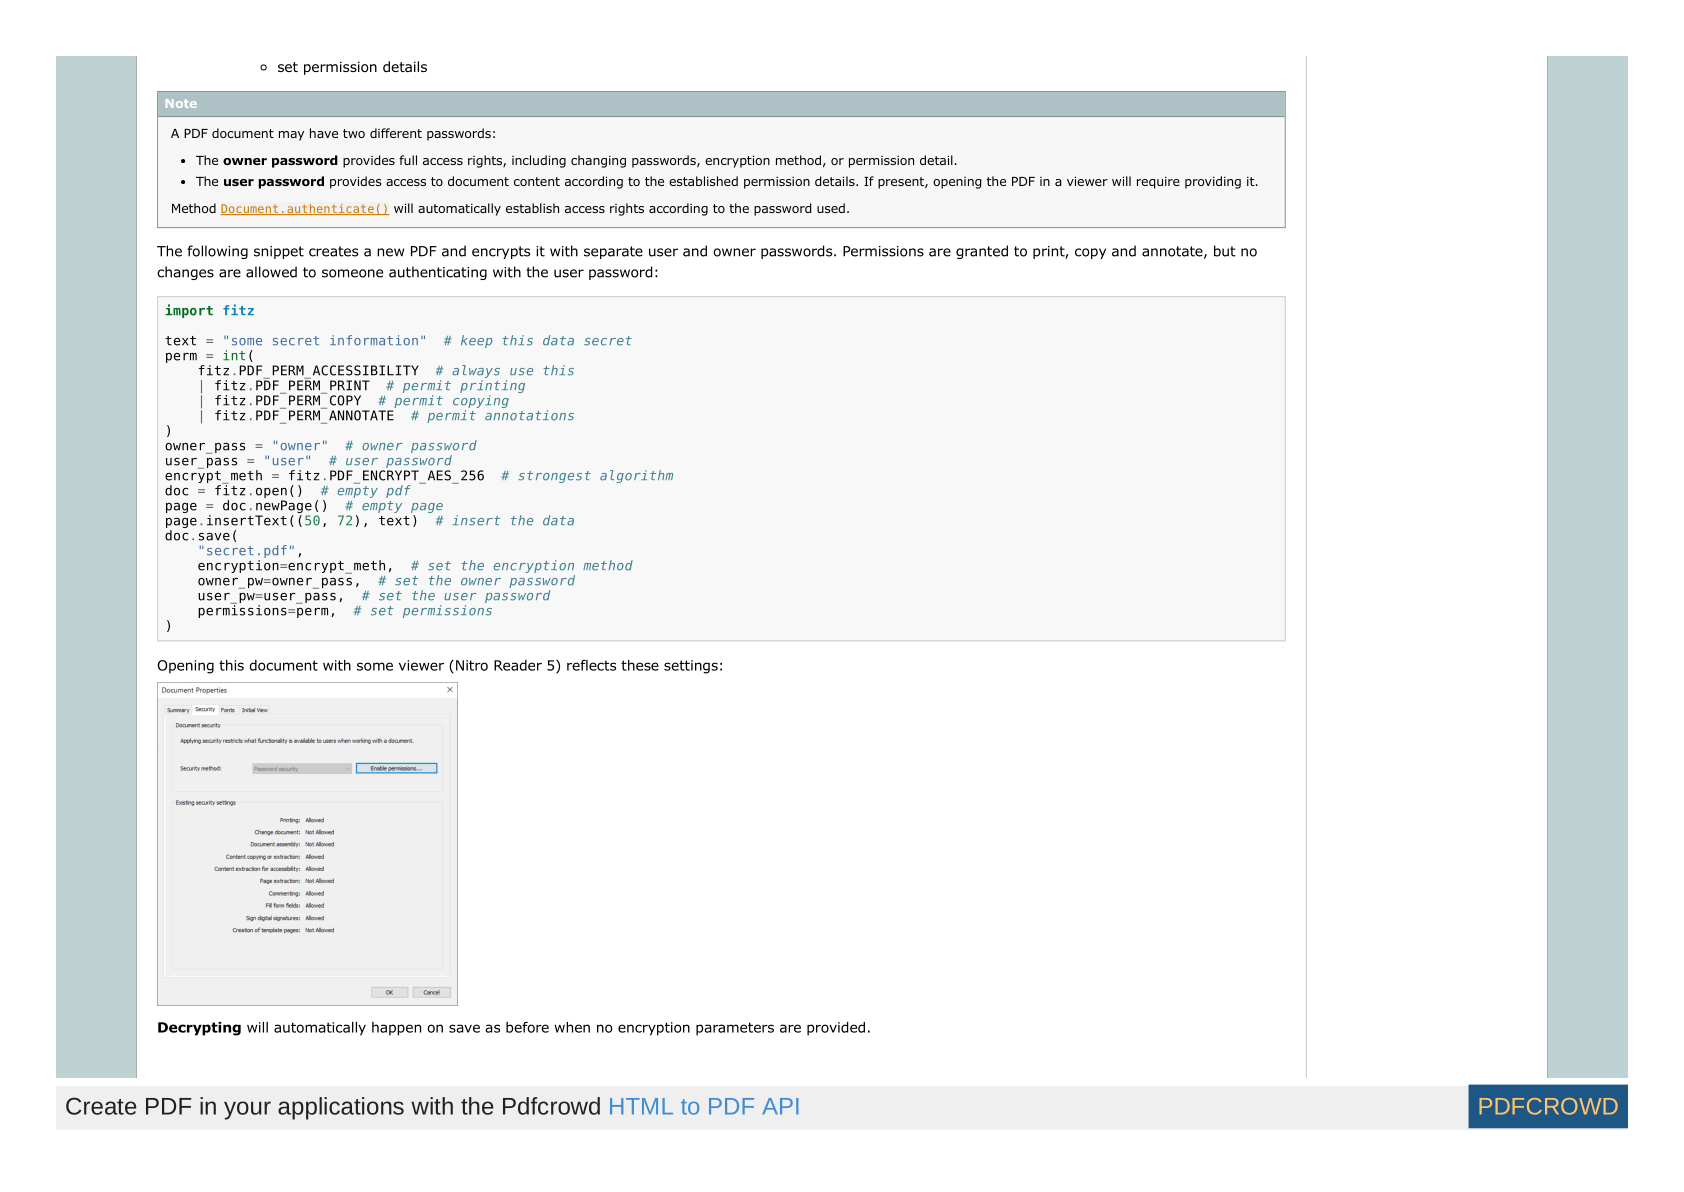 set permission details
Note
A PDF document may have two different passwords:
• The owner password provides full access rights, including changing passwords, encryption method, or permission detail.
• The user password provides access to document content according to the established permission details. If present, opening the PDF in a viewer will require providing it.
Method Document.authenticate() will automatically establish access rights according to the password used.
The following snippet creates a new PDF and encrypts it with separate user and owner passwords. Permissions are granted to print, copy and annotate, but no
changes are allowed to someone authenticating with the user password:
import fitz

text = "some secret information"  # keep this data secret
perm = int(
    fitz.PDF_PERM_ACCESSIBILITY  # always use this
    | fitz.PDF_PERM_PRINT  # permit printing
    | fitz.PDF_PERM_COPY  # permit copying
    | fitz.PDF_PERM_ANNOTATE  # permit annotations
)
owner_pass = "owner"  # owner password
user_pass = "user"  # user password
encrypt_meth = fitz.PDF_ENCRYPT_AES_256  # strongest algorithm
doc = fitz.open()  # empty pdf
page = doc.newPage()  # empty page
page.insertText((50, 72), text)  # insert the data
doc.save(
    "secret.pdf",
    encryption=encrypt_meth,  # set the encryption method
    owner_pw=owner_pass,  # set the owner password
    user_pw=user_pass,  # set the user password
    permissions=perm,  # set permissions
)
Opening this document with some viewer (Nitro Reader 5) reflects these settings:
Document Properties
Summary Security Fonts Initial View
Document security
Applying security restricts what functionality is available to users when working with a document.
Security method: Password security Enable permissions...
Existing security settings
Printing: Allowed
Change document: Not Allowed
Document assembly: Not Allowed
Content copying or extraction: Allowed
Content extraction for accessibility: Allowed
Page extraction: Not Allowed
Commenting: Allowed
Fill form fields: Allowed
Sign digital signatures: Allowed
Creation of template pages: Not Allowed
OK Cancel
Decrypting will automatically happen on save as before when no encryption parameters are provided.
Create PDF in your applications with the Pdfcrowd HTML to PDF API
PDFCROWD